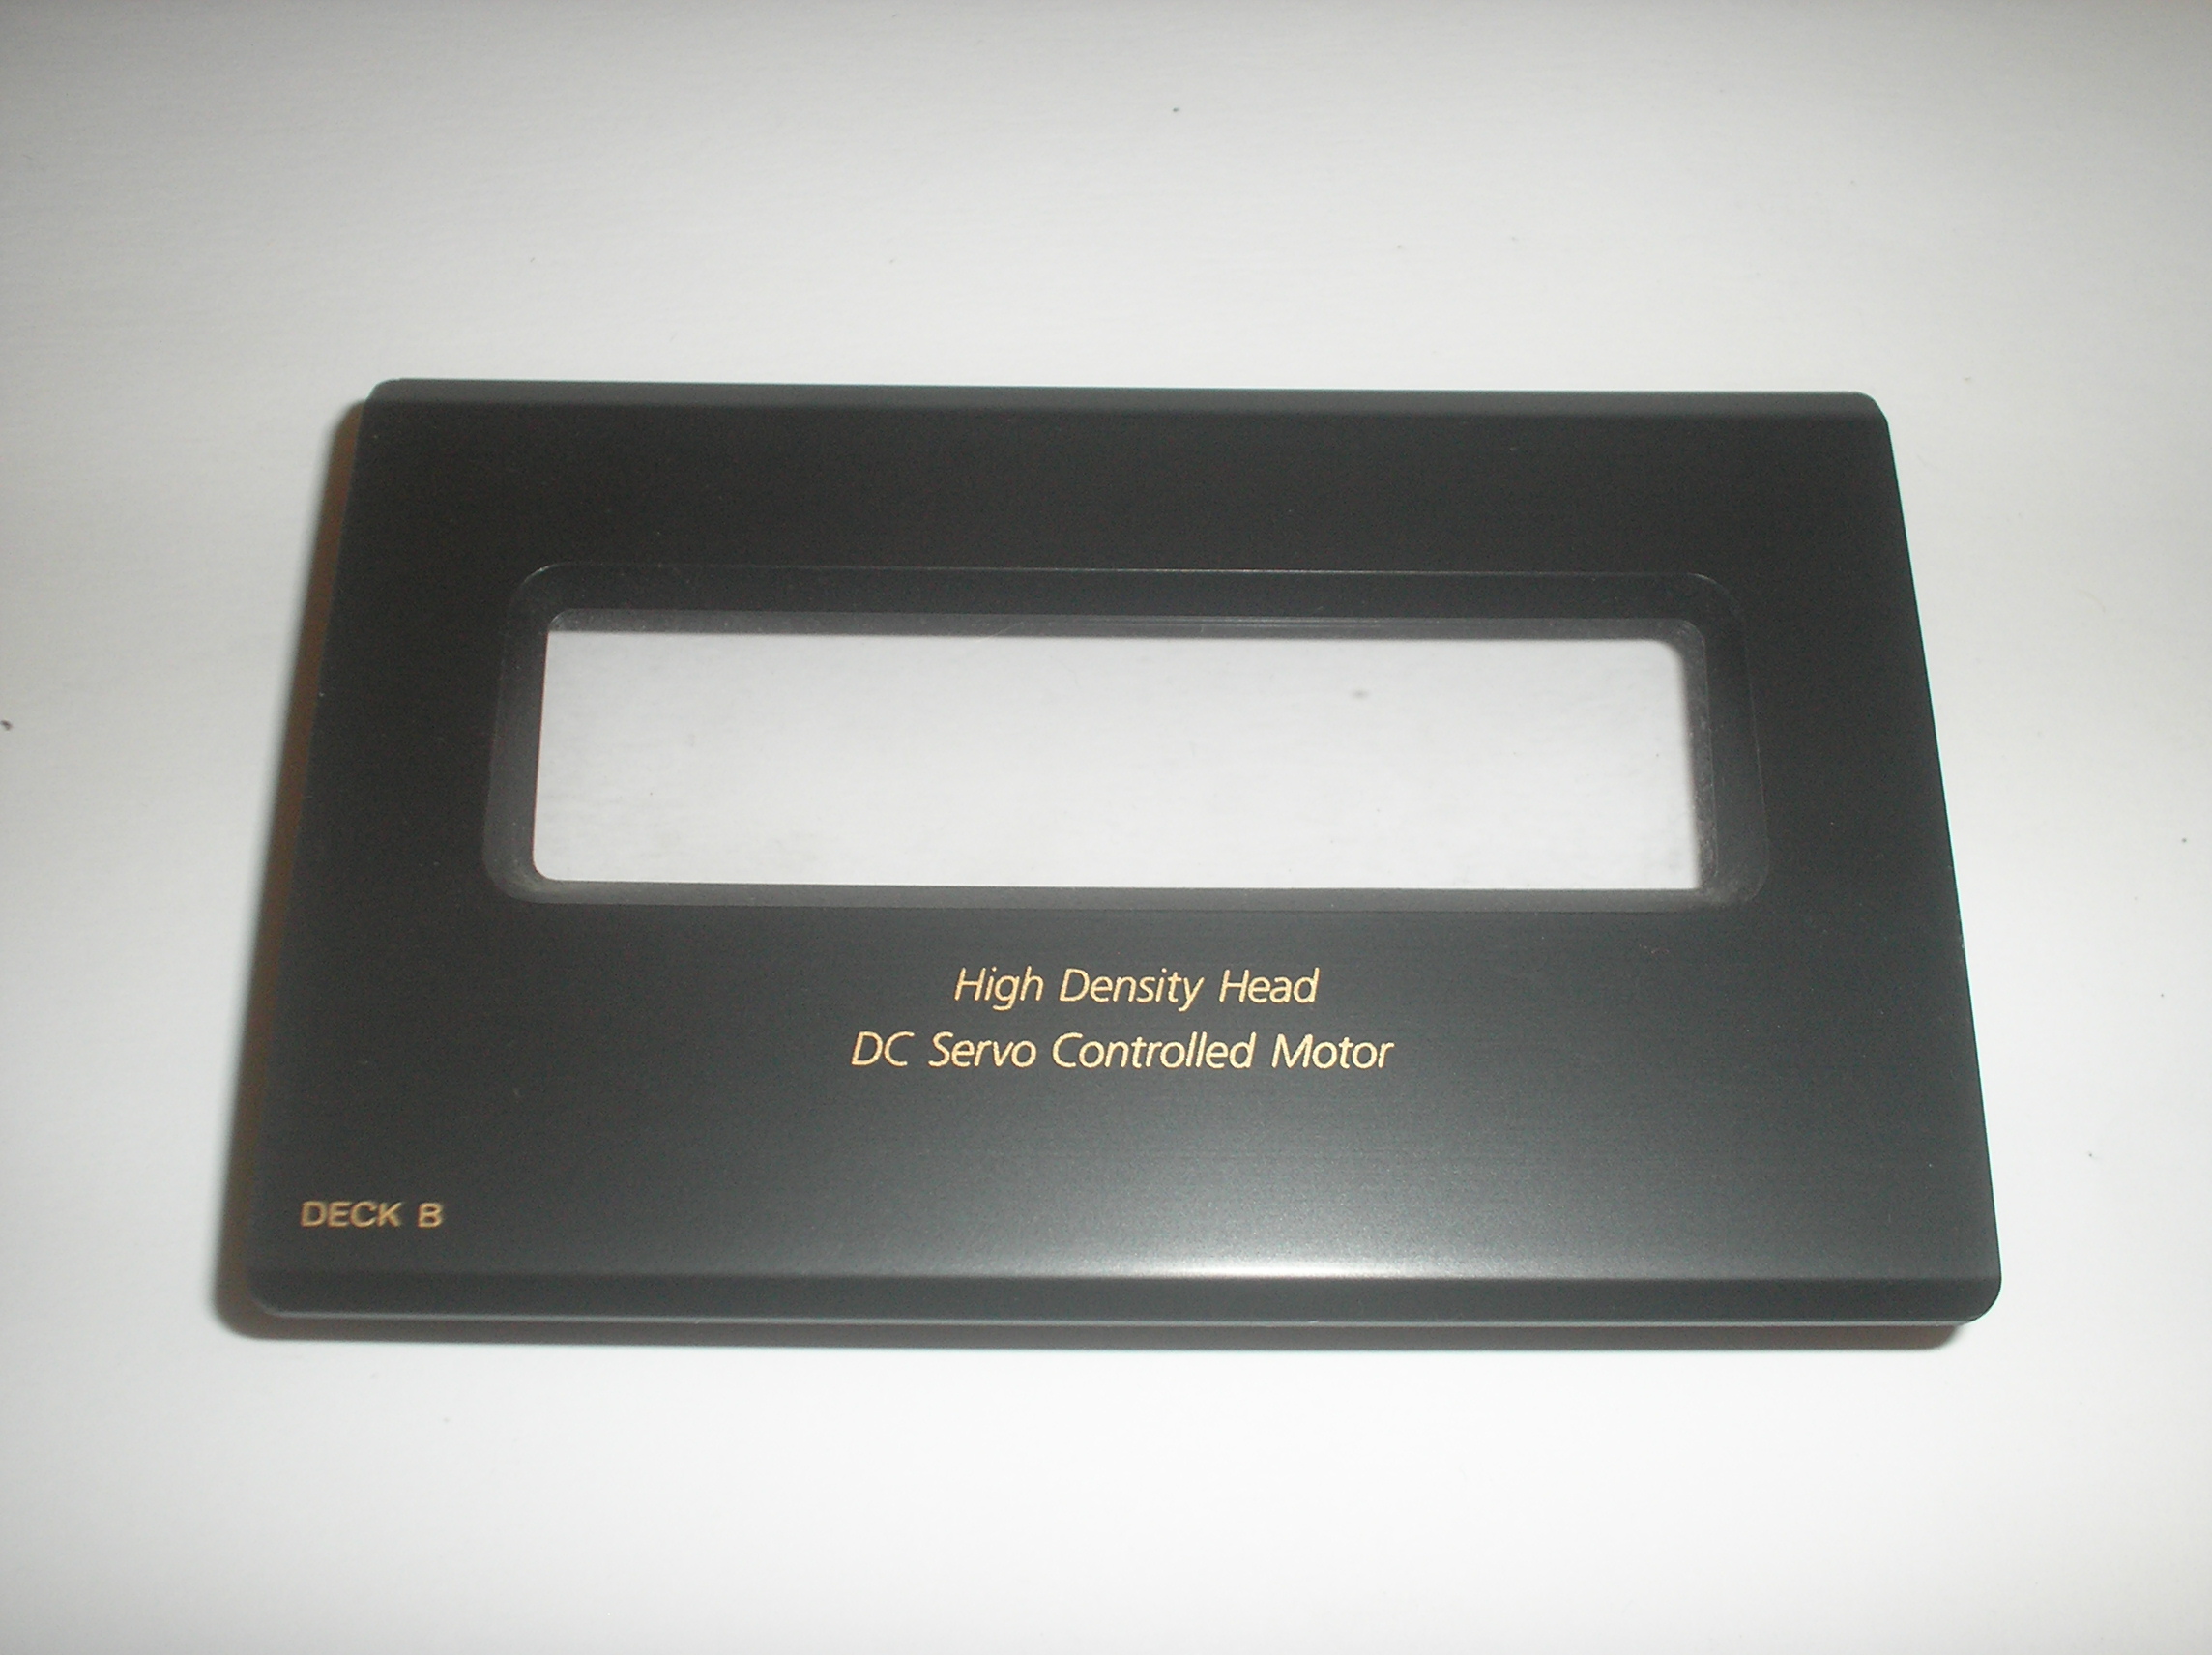 High Density Head
DC Servo Controlled Motor
DECK B